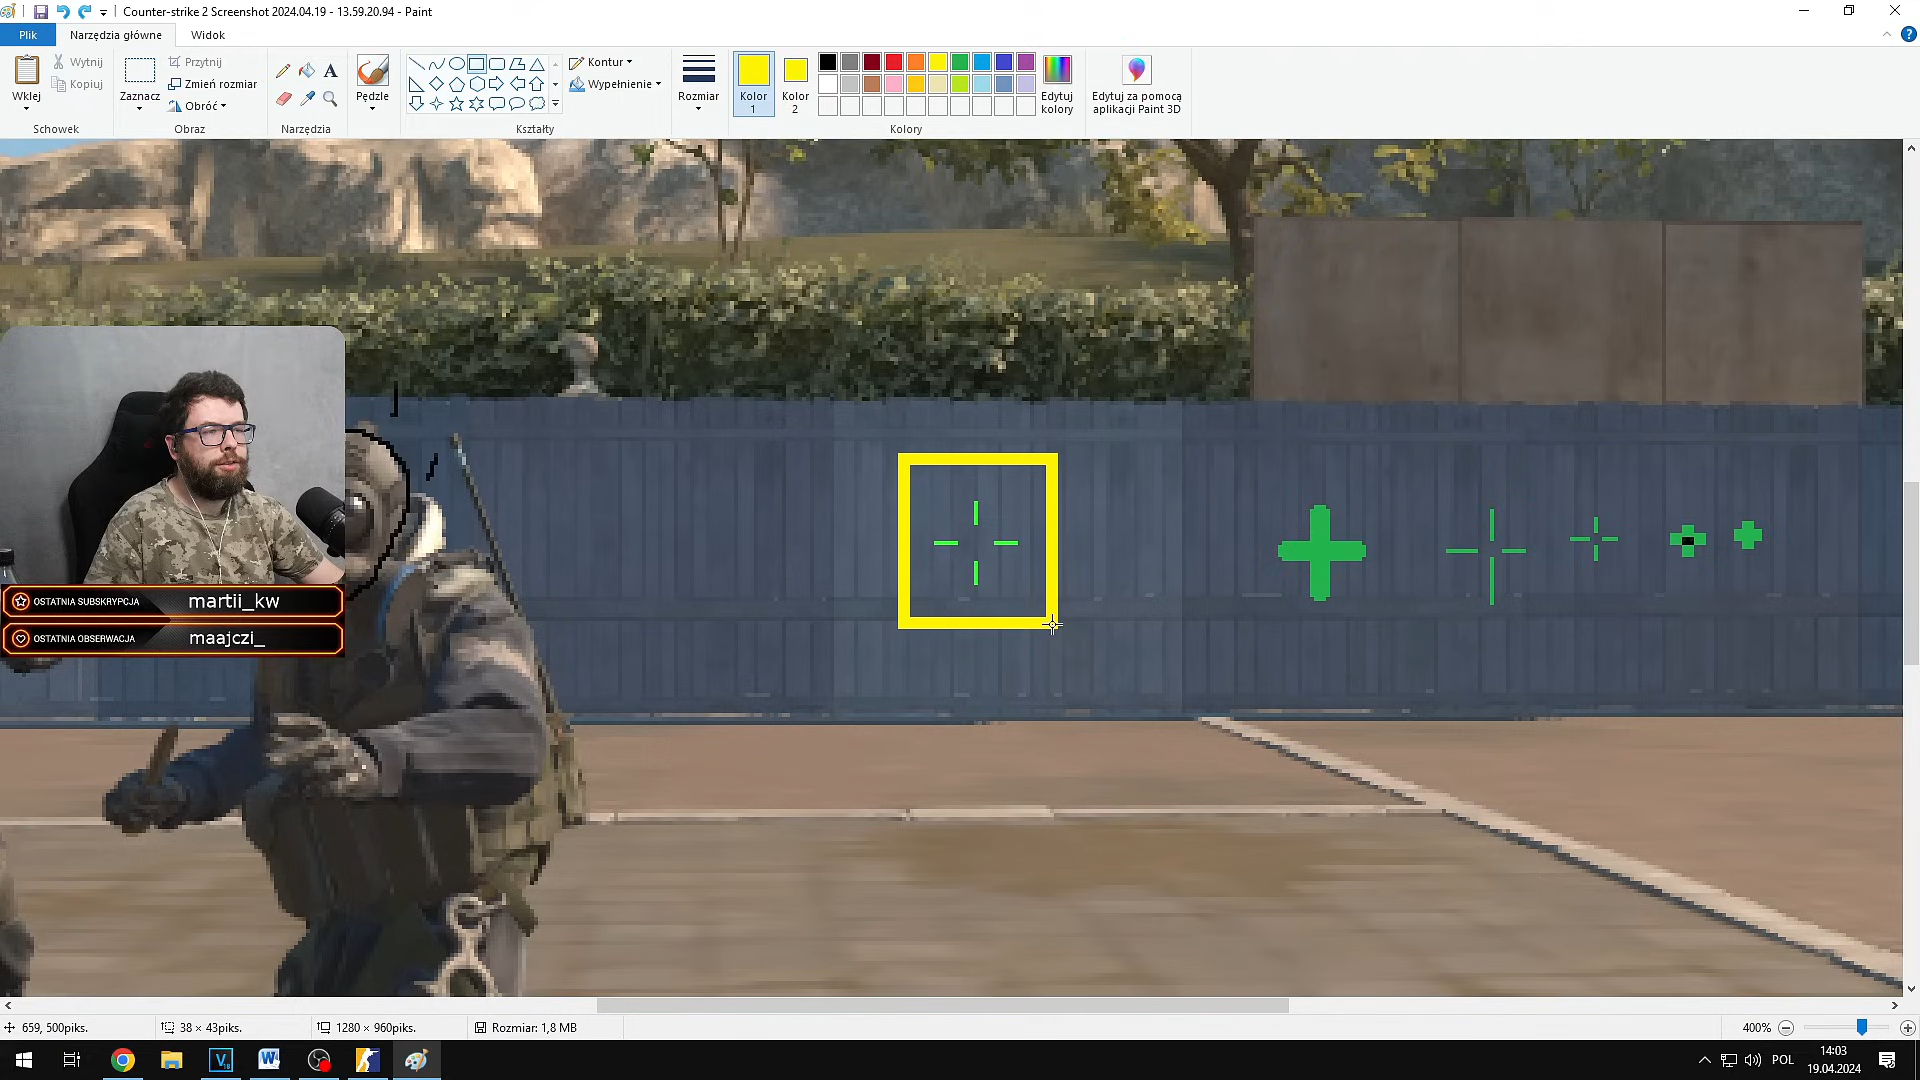 Counter-strike 2 Screenshot 2024.04.19 - 13.59.20.94 - Paint
Plik
Narzędzia główne
Widok
Wklej
Wytnij
Kopiuj
Schowek
Zaznacz
Przytnij
Zmień rozmiar
Obróć
Obraz
A
Narzędzia
Pędzle
Kontur
Wypełnienie
Kształty
Rozmiar
Kolor 1
Kolor 2
Kolory
Edytuj kolory
Edytuj za pomocą aplikacji Paint 3D
OSTATNIA SUBSKRYPCJA martii_kw
OSTATNIA OBSERWACJA maajczi_
659, 500piks.
38 × 43piks.
1280 × 960piks.
Rozmiar: 1,8 MB
400%
POL
14:03
19.04.2024